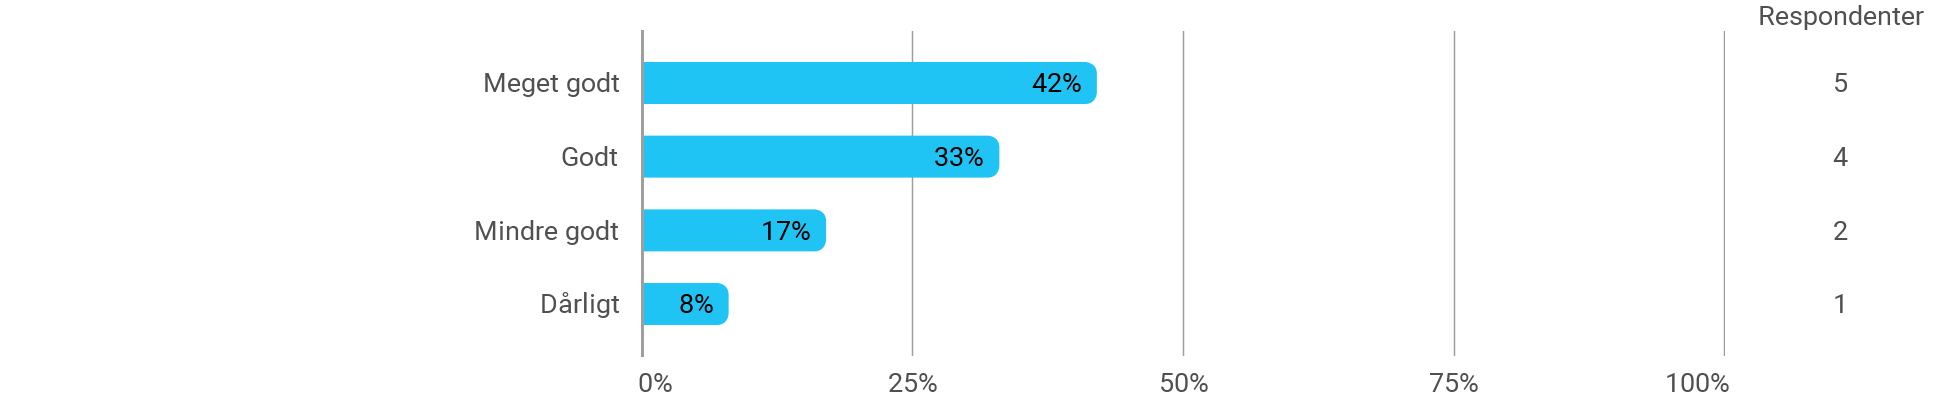 Respondenter
Meget godt 42% 5
Godt 33% 4
Mindre godt 17% 2
Dårligt 8% 1
0% 25% 50% 75% 100%